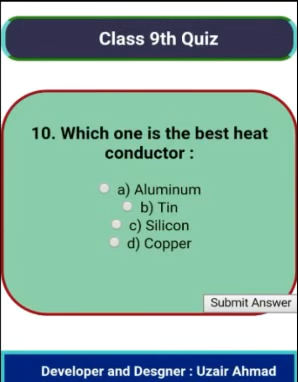 Class 9th Quiz
10. Which one is the best heat
conductor :
a) Aluminum
b) Tin
c) Silicon
d) Copper
Submit Answer
Developer and Desgner : Uzair Ahmad